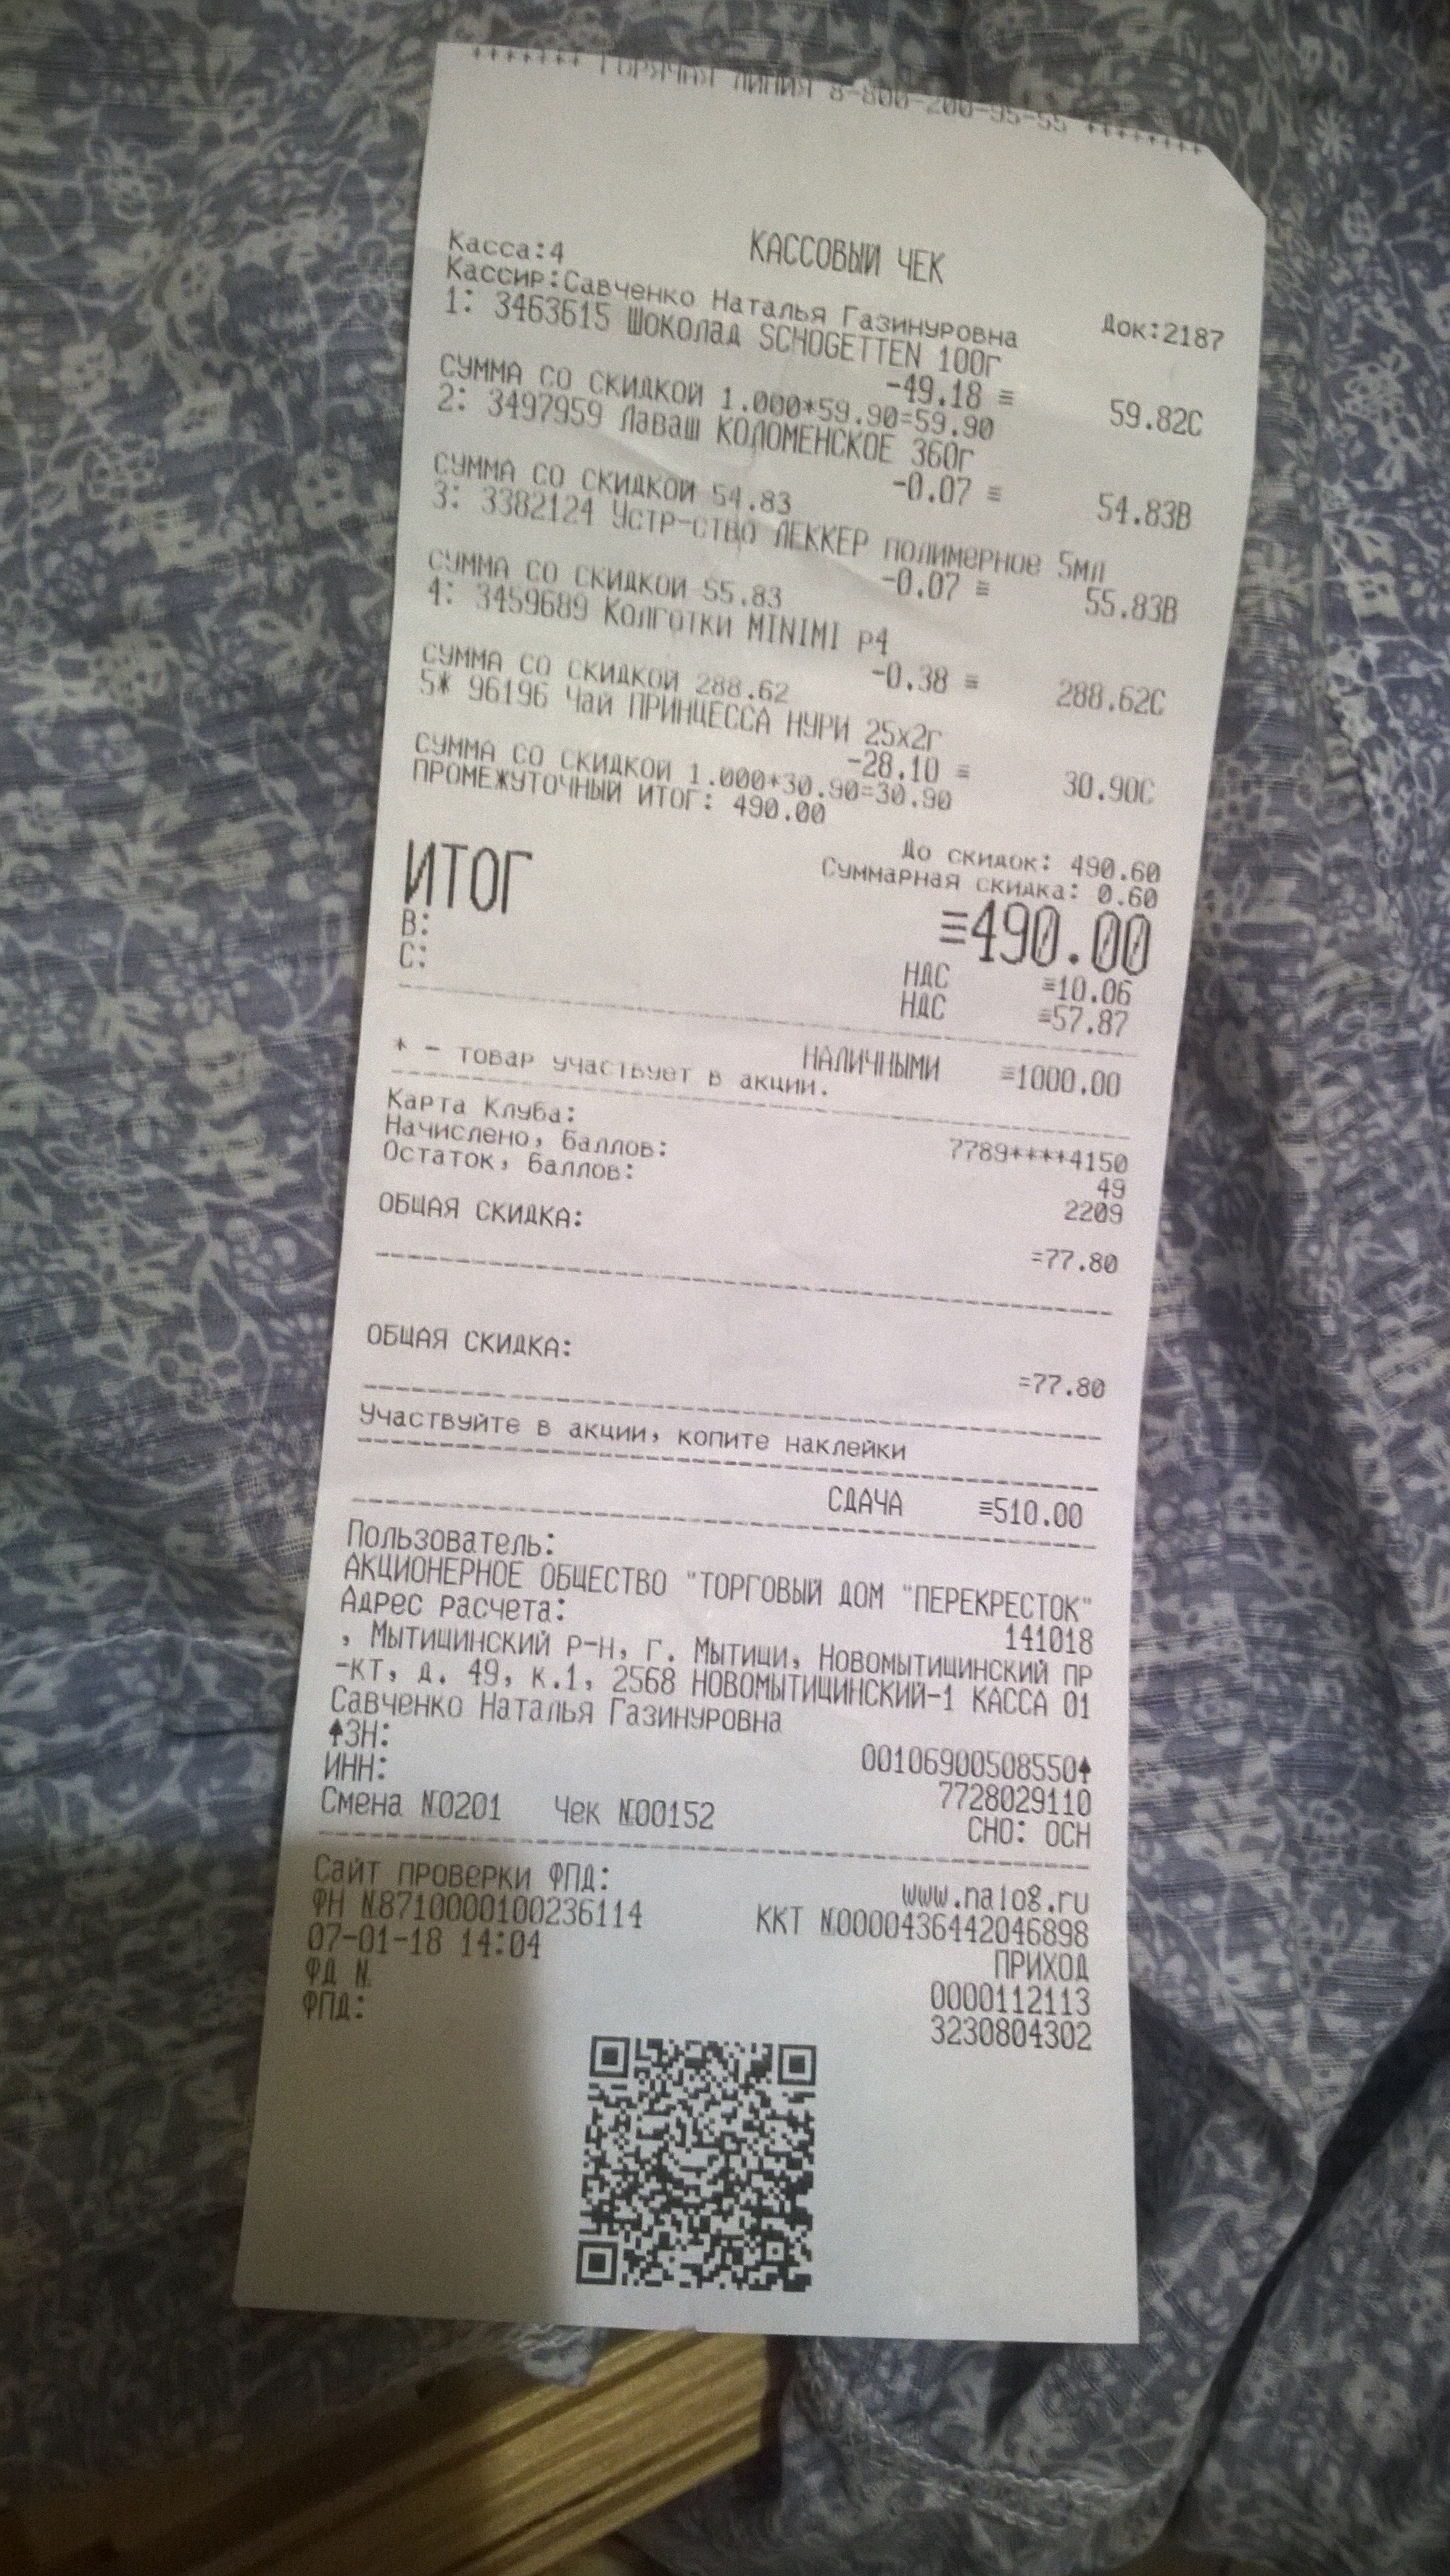 ******* ГОРЯЧАЯ ЛИНИЯ 8-800-200-95-55 ********
КАССОВЫЙ ЧЕК
Касса:4 Док:2187
Кассир:Савченко Наталья Газинуровна
1: 3463615 Шоколад SCHOGETTEN 100г
-49.18 ≡ 59.82С
СУММА СО СКИДКОЙ 1.000*59.90=59.90
2: 3497959 Лаваш КОЛОМЕНСКОЕ 360г
-0.07 ≡ 54.83В
СУММА СО СКИДКОЙ 54.83
3: 3382124 Устр-ство ЛЕККЕР полимерное 5мл
-0.07 ≡ 55.83В
СУММА СО СКИДКОЙ 55.83
4: 3459689 Колготки MINIMI р4
-0.38 ≡ 288.62С
СУММА СО СКИДКОЙ 288.62
5* 96196 Чай ПРИНЦЕССА НУРИ 25х2г
-28.10 ≡ 30.90С
СУММА СО СКИДКОЙ 1.000*30.90=30.90
ПРОМЕЖУТОЧНЫЙ ИТОГ: 490.00
До скидок: 490.60
Суммарная скидка: 0.60
ИТОГ ≡490.00
В: НДС ≡10.06
С: НДС ≡57.87
НАЛИЧНЫМИ ≡1000.00
* - товар участвует в акции.
Карта Клуба: 7789****4150
Начислено, баллов: 49
Остаток, баллов: 2209
ОБЩАЯ СКИДКА: =77.80
ОБЩАЯ СКИДКА: =77.80
Участвуйте в акции, копите наклейки
СДАЧА ≡510.00
Пользователь:
АКЦИОНЕРНОЕ ОБЩЕСТВО "ТОРГОВЫЙ ДОМ "ПЕРЕКРЕСТОК"
Адрес расчета: 141018
, Мытищинский р-н, г. Мытищи, Новомытищинский пр
-кт, д. 49, к.1, 2568 НОВОМЫТИЩИНСКИЙ-1 КАССА 01
Савченко Наталья Газинуровна
ЗН: 0010690050855​0
ИНН: 7728029110
Смена №0201 Чек №00152 СНО: ОСН
Сайт проверки ФПД: www.nalog.ru
ФН №8710000100236114 ККТ №0000436442046898
07-01-18 14:04 ПРИХОД
ФД № 0000112113
ФПД: 3230804302